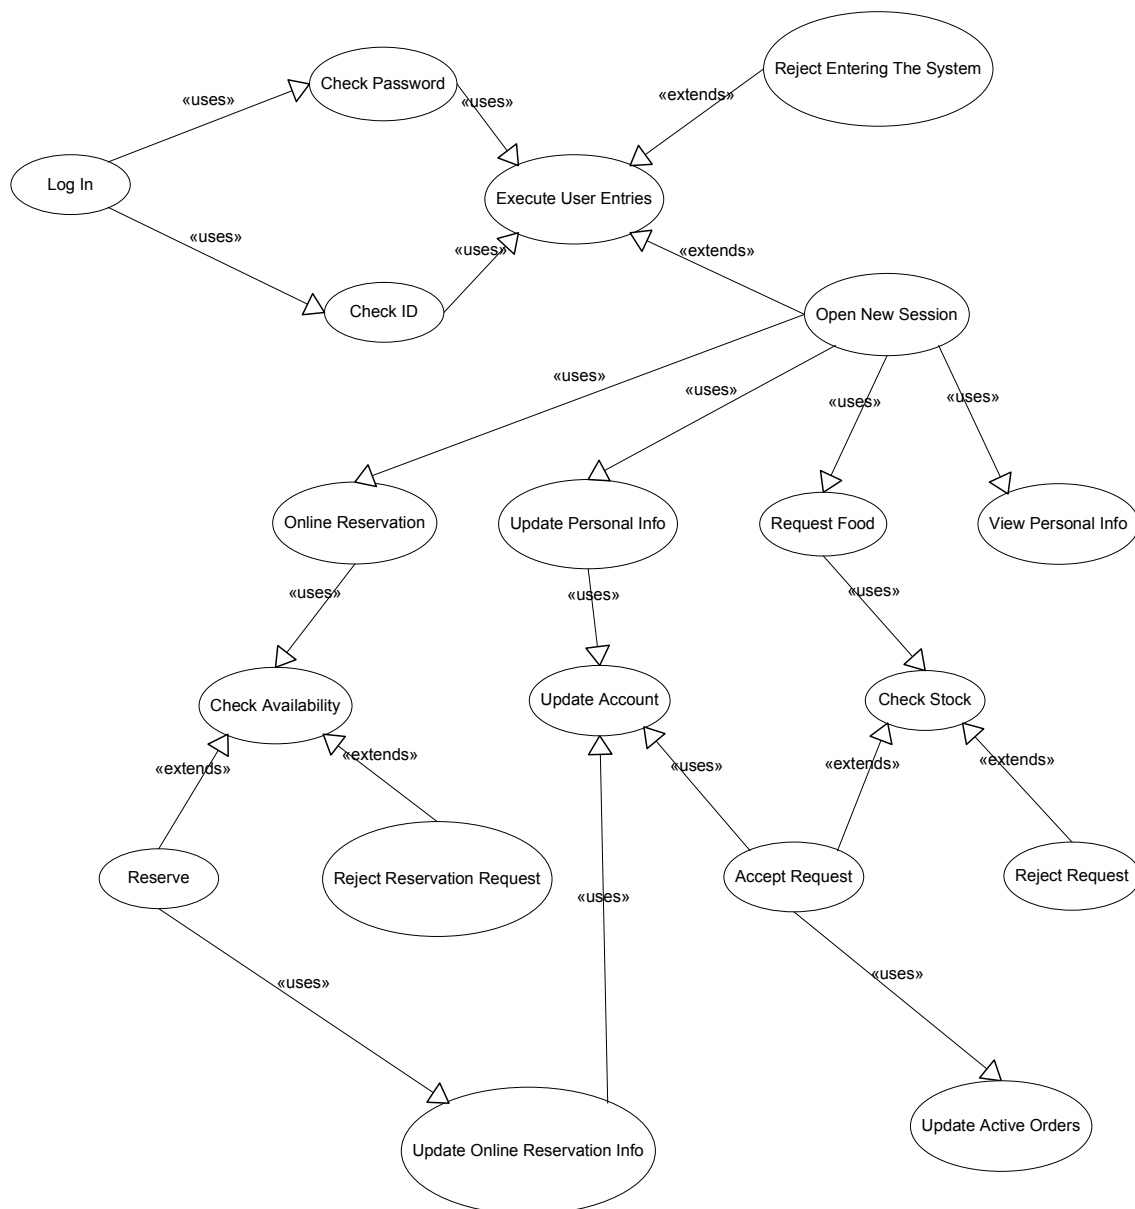 Reject Entering The System
Check Password
«extends»
«uses»
«uses»
Log In
Execute User Entries
«uses»
«uses»
«extends»
Check ID
Open New Session
«uses»
«uses»
«uses»
«uses»
Online Reservation
Update Personal Info
Request Food
View Personal Info
«uses»
«uses»
«uses»
Check Availability
Update Account
Check Stock
«extends»
«extends»
«uses»
«extends»
«extends»
Reserve
Reject Reservation Request
Accept Request
Reject Request
«uses»
«uses»
«uses»
Update Active Orders
Update Online Reservation Info